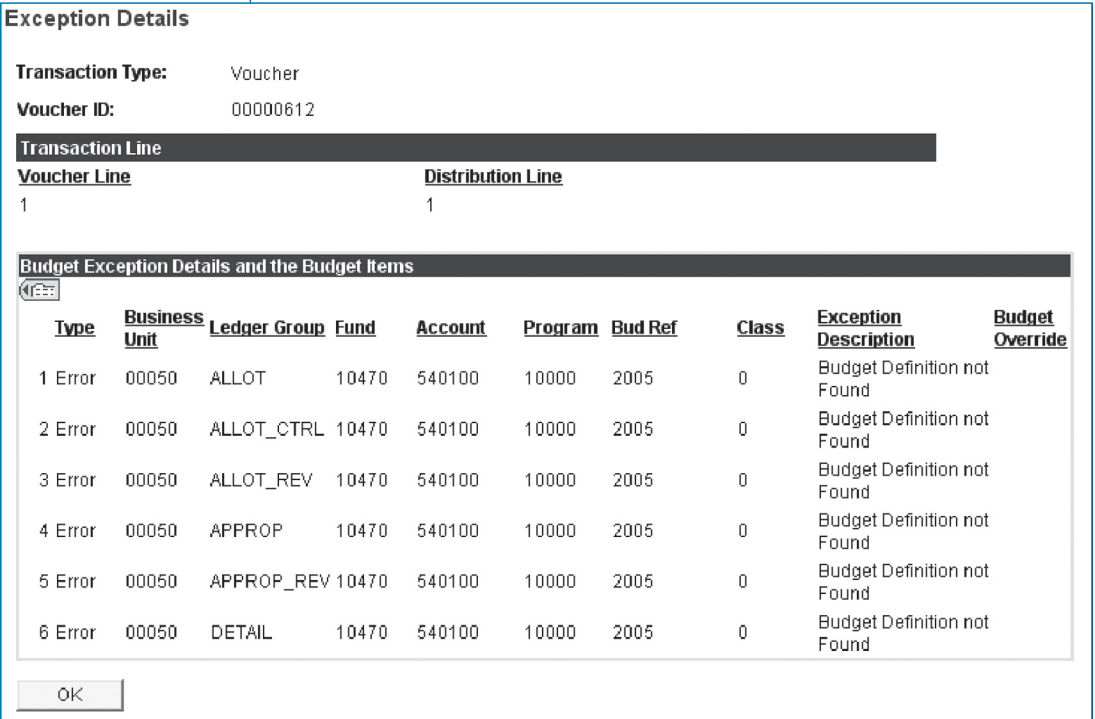 Exception Details
Transaction Type: Voucher
Voucher ID: 00000612
Transaction Line
Voucher Line Distribution Line
1 1
Budget Exception Details and the Budget Items
Type Business Unit Ledger Group Fund Account Program Bud Ref Class Exception Description Budget Override
1 Error 00050 ALLOT 10470 540100 10000 2005 0 Budget Definition not Found
2 Error 00050 ALLOT_CTRL 10470 540100 10000 2005 0 Budget Definition not Found
3 Error 00050 ALLOT_REV 10470 540100 10000 2005 0 Budget Definition not Found
4 Error 00050 APPROP 10470 540100 10000 2005 0 Budget Definition not Found
5 Error 00050 APPROP_REV 10470 540100 10000 2005 0 Budget Definition not Found
6 Error 00050 DETAIL 10470 540100 10000 2005 0 Budget Definition not Found
OK